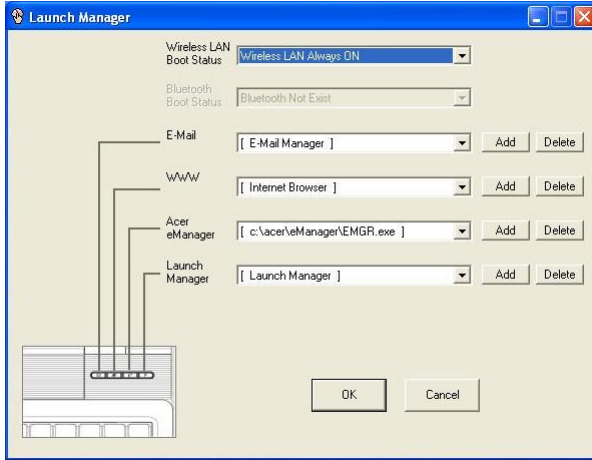 Launch Manager
Wireless LAN
Boot Status
Wireless LAN Always ON
Bluetooth
Boot Status
Bluetooth Not Exist
E-Mail
[ E-Mail Manager ]
Add
Delete
WWW
[ Internet Browser ]
Add
Delete
Acer
eManager
[ c:\acer\eManager\EMGR.exe ]
Add
Delete
Launch
Manager
[ Launch Manager ]
Add
Delete
OK
Cancel